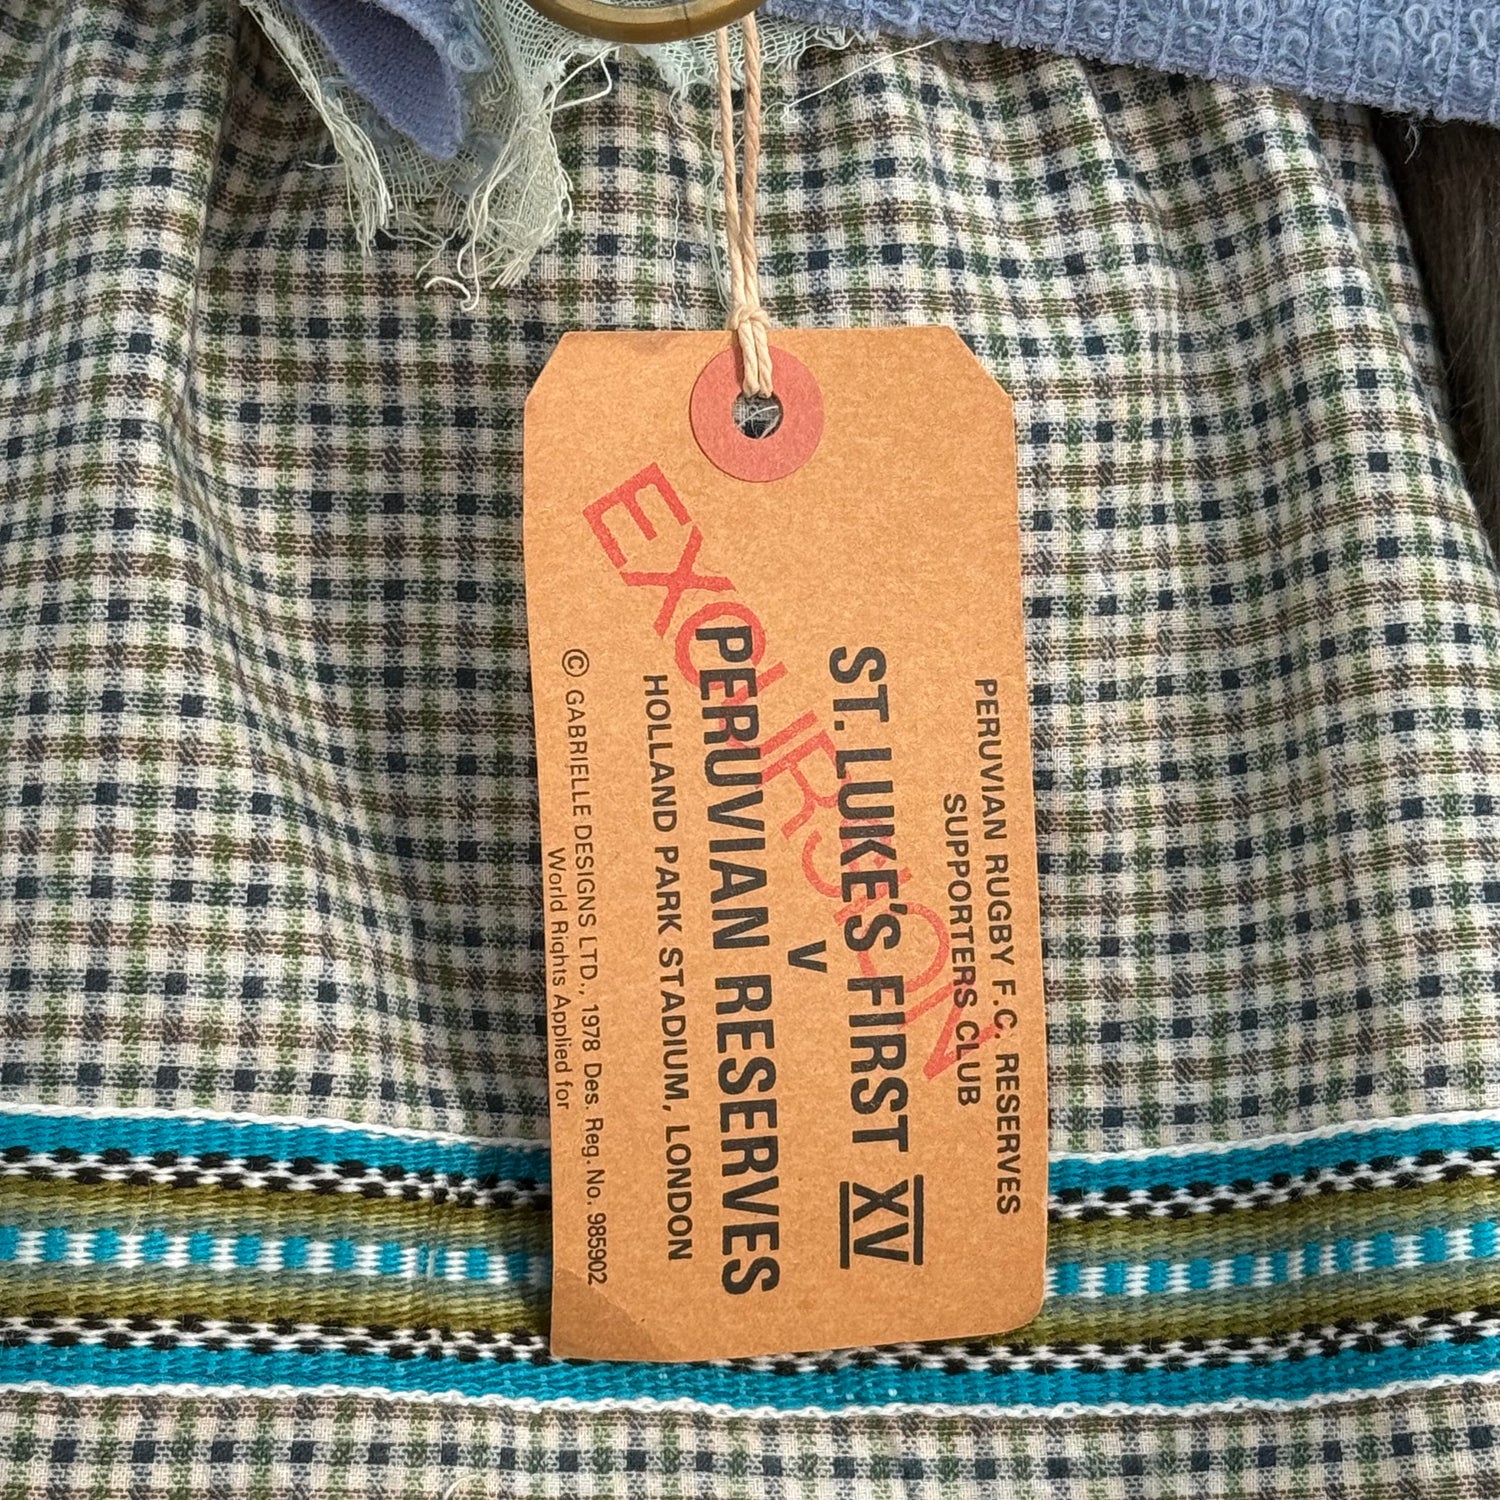 PERUVIAN RUGBY F.C. RESERVES
SUPPORTERS CLUB
ST. LUKE'S FIRST XV
V
PERUVIAN RESERVES
HOLLAND PARK STADIUM, LONDON
© GABRIELLE DESIGNS LTD., 1978 Des. Reg. No. 985902
World Rights Applied for
EXCURSION